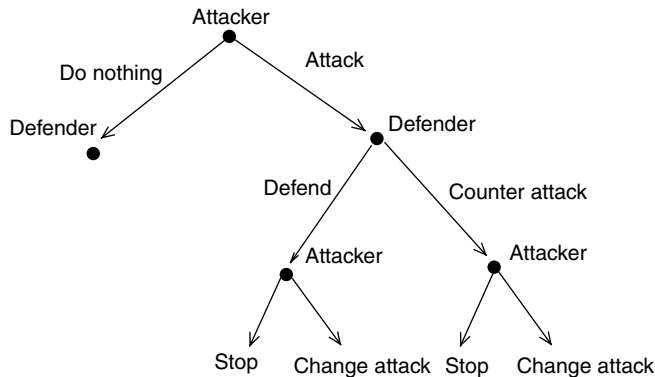 Attacker
Do nothing
Attack
Defender
Defender
Defend
Counter attack
Attacker
Attacker
Stop
Change attack
Stop
Change attack